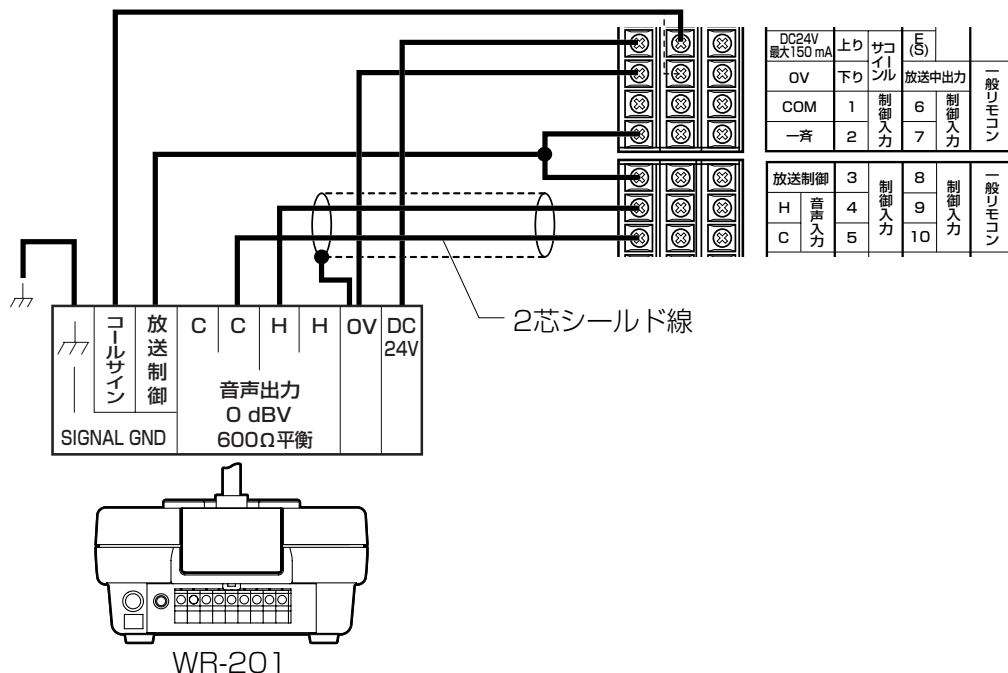 DC24V 最大150 mA 上り コールサイン E (S)
0V 下り 放送中出力 一般リモコン
COM 1 制御入力 6 制御入力
一斉 2 7
放送制御 3 制御入力 8 制御入力 一般リモコン
H 音声入力 4 9
C 5 10
2芯シールド線
コールサイン 放送制御 C C H H 0V DC 24V
音声出力
0 dBV
600Ω平衡
SIGNAL GND
WR-201